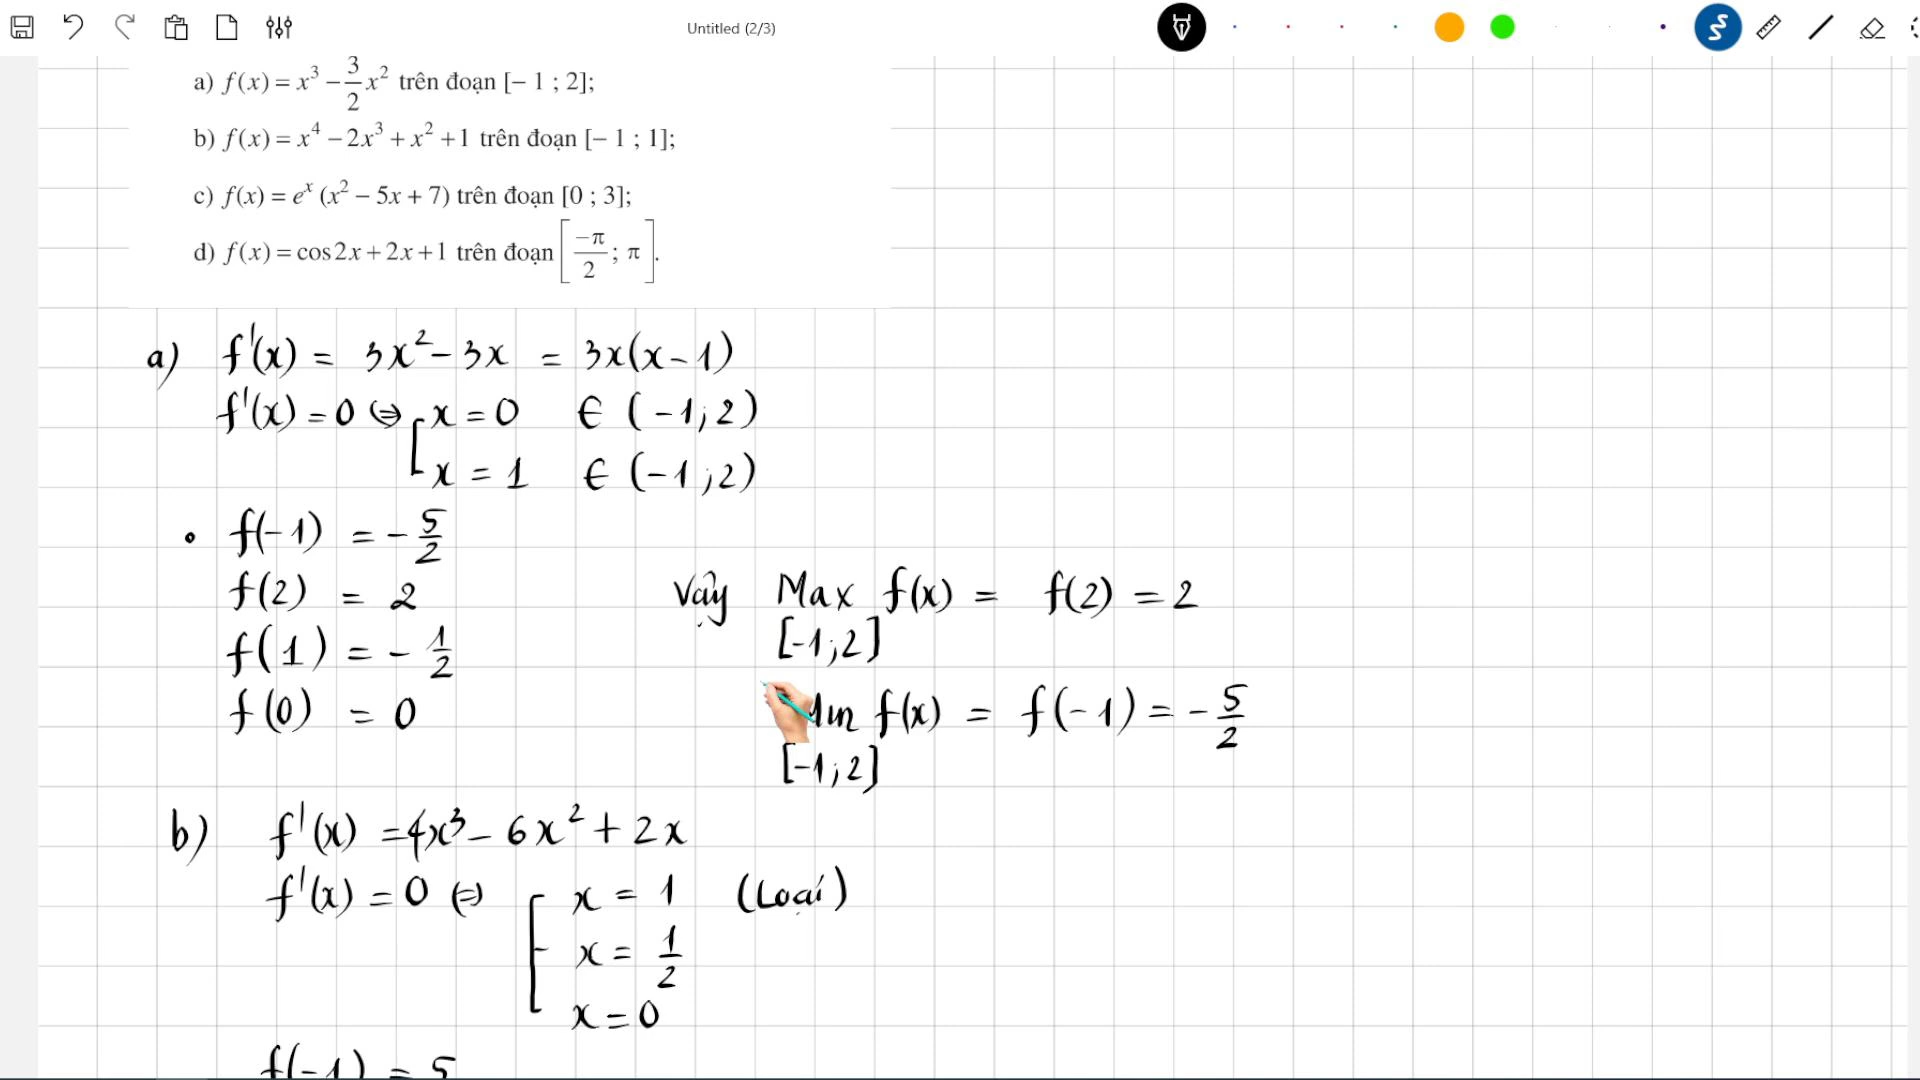 Untitled (2/3)
a) f(x) = x³ − 3/2 x² trên đoạn [− 1 ; 2];
b) f(x) = x⁴ − 2x³ + x² + 1 trên đoạn [− 1 ; 1];
c) f(x) = eˣ (x² − 5x + 7) trên đoạn [0 ; 3];
d) f(x) = cos2x + 2x + 1 trên đoạn [−π/2 ; π].
a) f'(x) = 3x² − 3x = 3x(x − 1)
f'(x) = 0 ⇔ [ x = 0 ∈ (−1; 2)
x = 1 ∈ (−1; 2)
• f(−1) = − 5/2
f(2) = 2
f(1) = − 1/2
f(0) = 0
Vậy Max f(x) = f(2) = 2
[−1; 2]
f(x) = f(−1) = − 5/2
[−1; 2]
b) f'(x) = 4x³ − 6x² + 2x
f'(x) = 0 ⇔ [ x = 1 (Loại)
x = 1/2
x = 0
f(−1) = 5